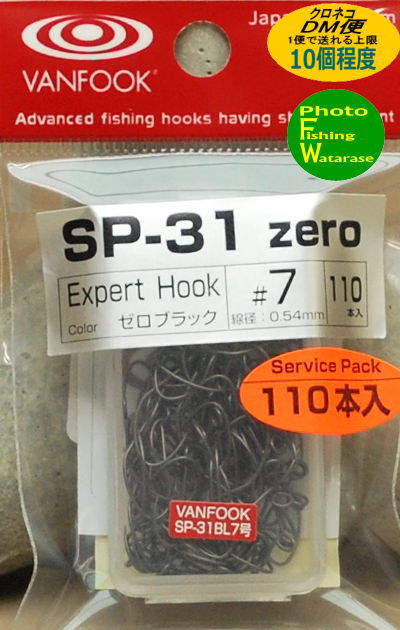 VANFOOK®
Advanced fishing hooks having
クロネコ
DM便
1便で送れる上限
10個程度
Photo
Fishing
Watarase
SP-31 zero
Expert Hook
Color ゼロブラック
#7
線径:0.54mm
110
本入
Service Pack
110本入
VANFOOK
SP-31BL7号